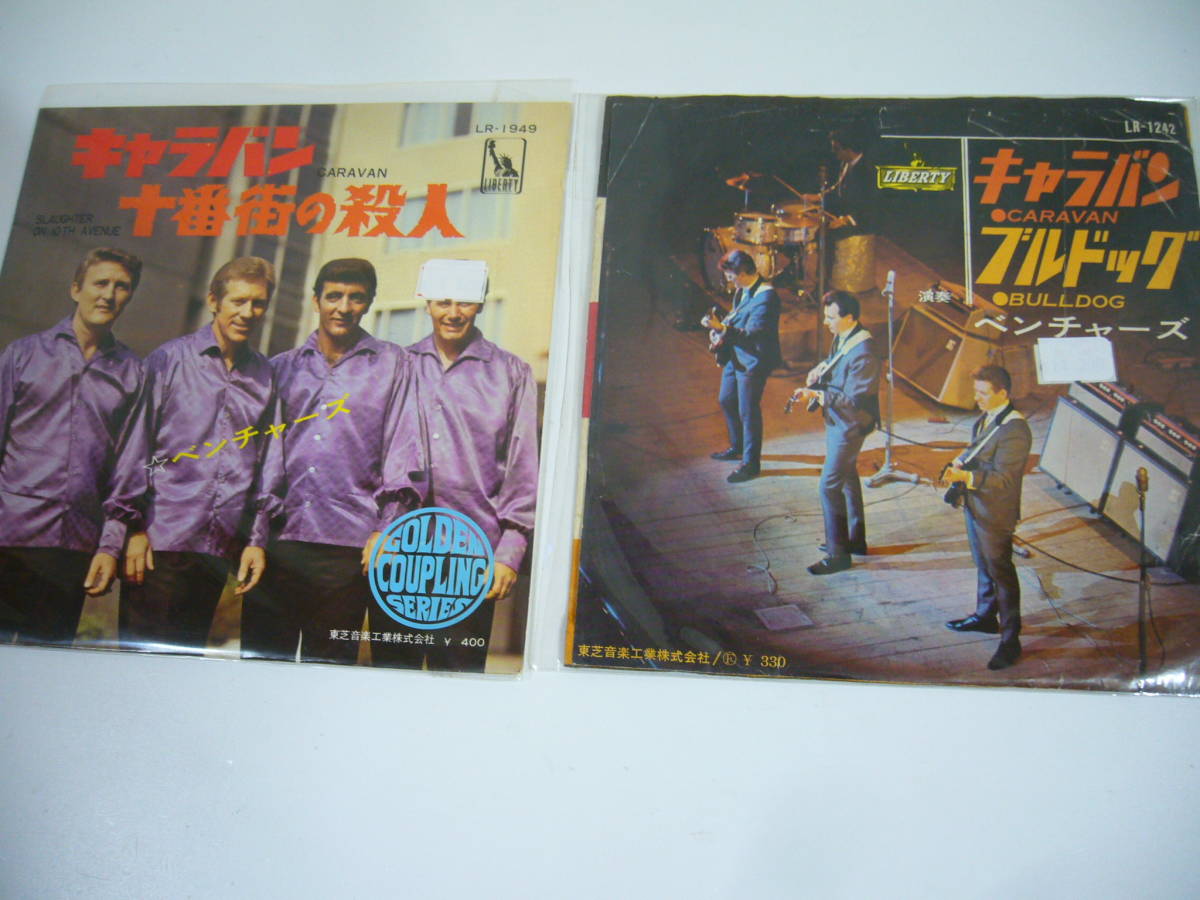 キャラバン
CARAVAN
LR-1949
LIBERTY
SLAUGHTER
ON 10TH AVENUE
十番街の殺人
☆ベンチャーズ
GOLDEN
COUPLING
SERIES
東芝音楽工業株式会社 ¥ 400
LR-1242
LIBERTY
キャラバン
●CARAVAN
ブルドッグ
●BULLDOG
演奏
ベンチャーズ
東芝音楽工業株式会社/Ⓡ ¥ 330